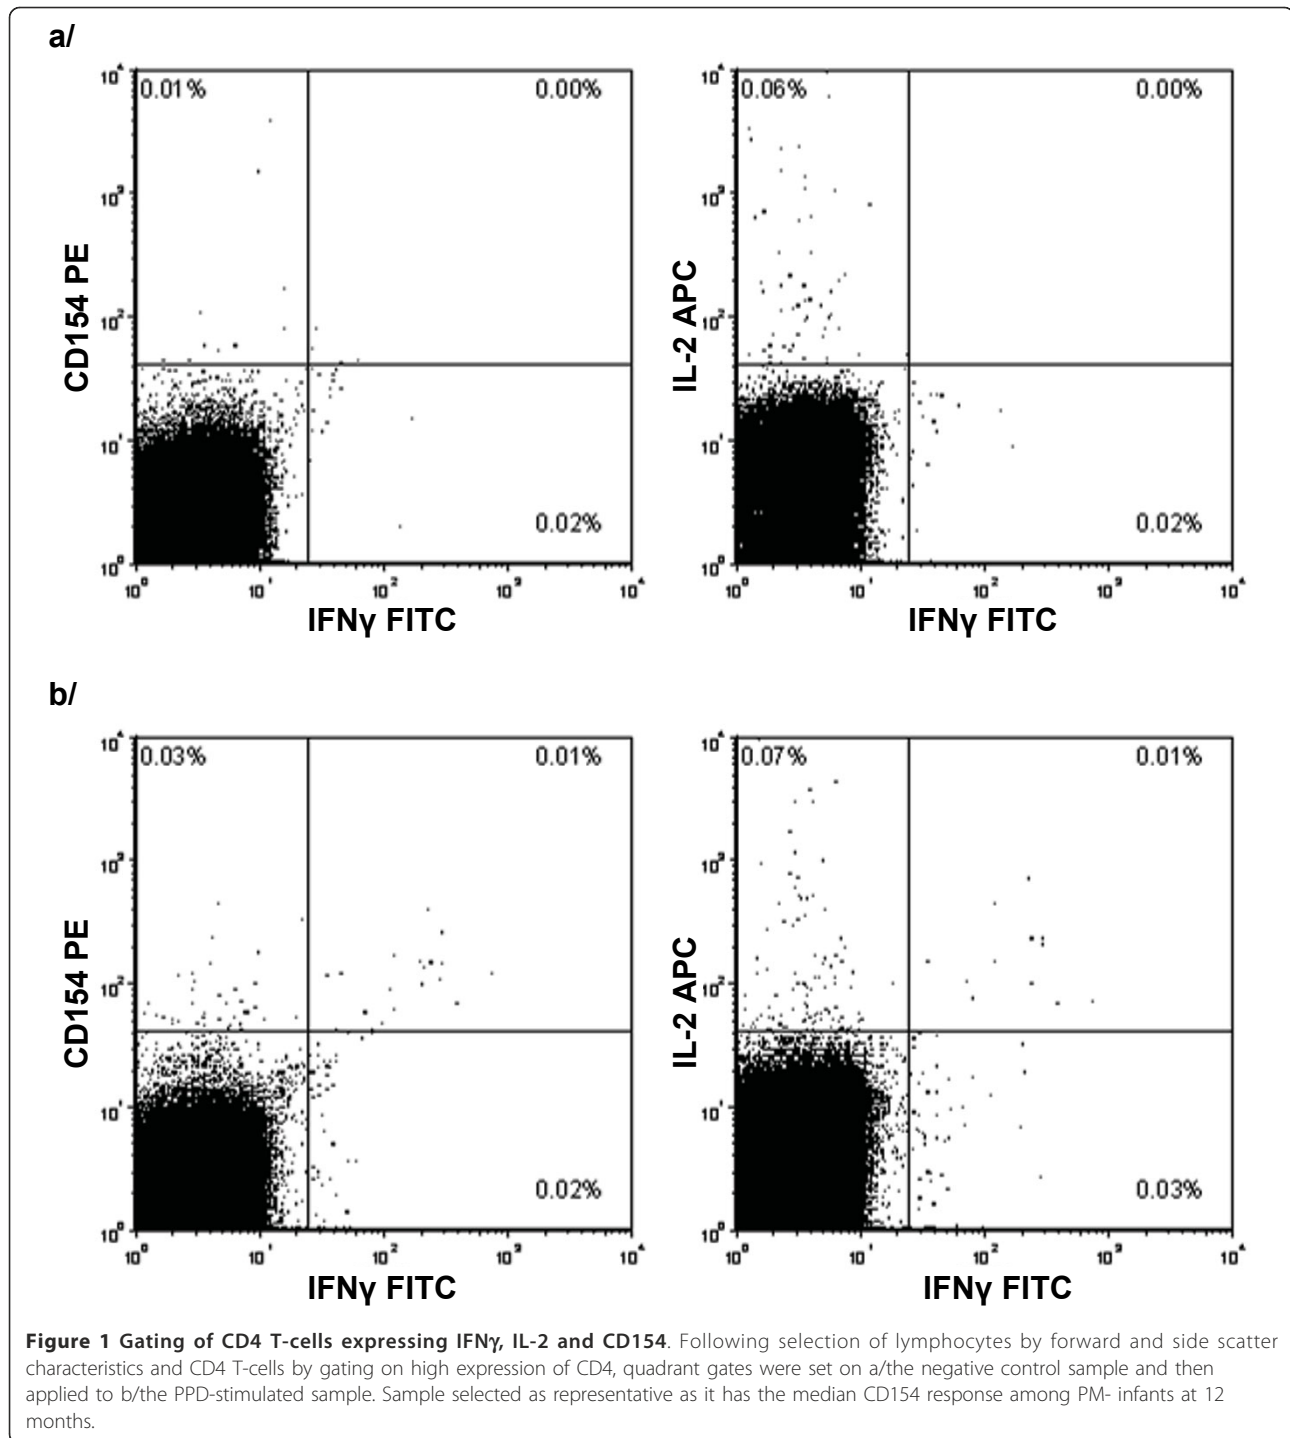 a/
10⁴
0.01%
0.00%
10³
10²
10¹
10⁰
0.02%
CD154 PE
10⁰ 10¹ 10² 10³ 10⁴
IFNγ FITC
10⁴
0.06%
0.00%
10³
10²
10¹
10⁰
0.02%
IL-2 APC
10⁰ 10¹ 10² 10³ 10⁴
IFNγ FITC
b/
10⁴
0.03%
0.01%
10³
10²
10¹
10⁰
0.02%
CD154 PE
10⁰ 10¹ 10² 10³ 10⁴
IFNγ FITC
10⁴
0.07%
0.01%
10³
10²
10¹
10⁰
0.03%
IL-2 APC
10⁰ 10¹ 10² 10³ 10⁴
IFNγ FITC
Figure 1 Gating of CD4 T-cells expressing IFNγ, IL-2 and CD154. Following selection of lymphocytes by forward and side scatter
characteristics and CD4 T-cells by gating on high expression of CD4, quadrant gates were set on a/the negative control sample and then
applied to b/the PPD-stimulated sample. Sample selected as representative as it has the median CD154 response among PM- infants at 12
months.